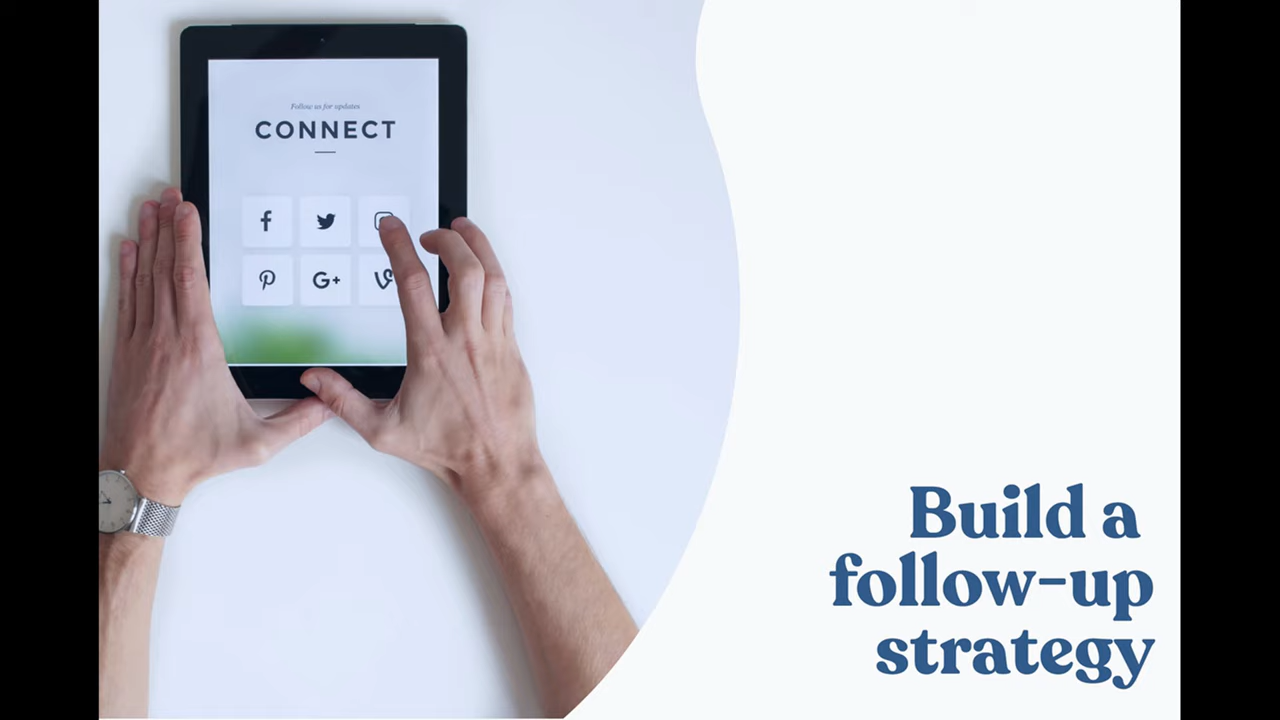 Follow us for updates
CONNECT
G+
Build a
follow-up
strategy